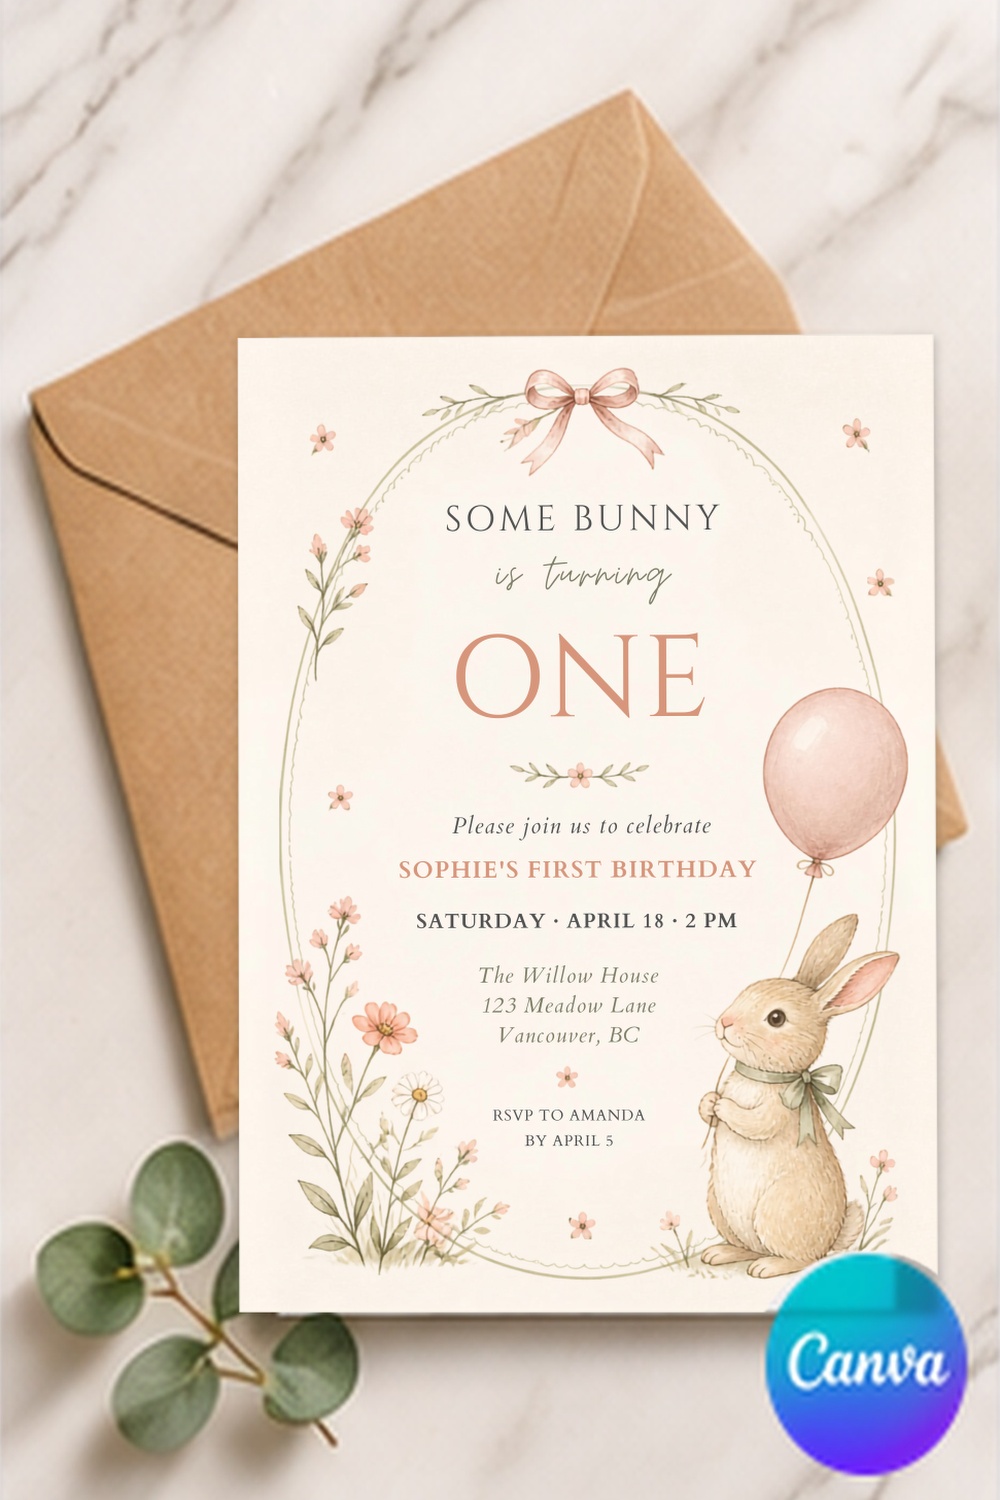 SOME BUNNY
is turning
ONE
Please join us to celebrate
SOPHIE'S FIRST BIRTHDAY
SATURDAY · APRIL 18 · 2 PM
The Willow House
123 Meadow Lane
Vancouver, BC
RSVP TO AMANDA
BY APRIL 5
Canva